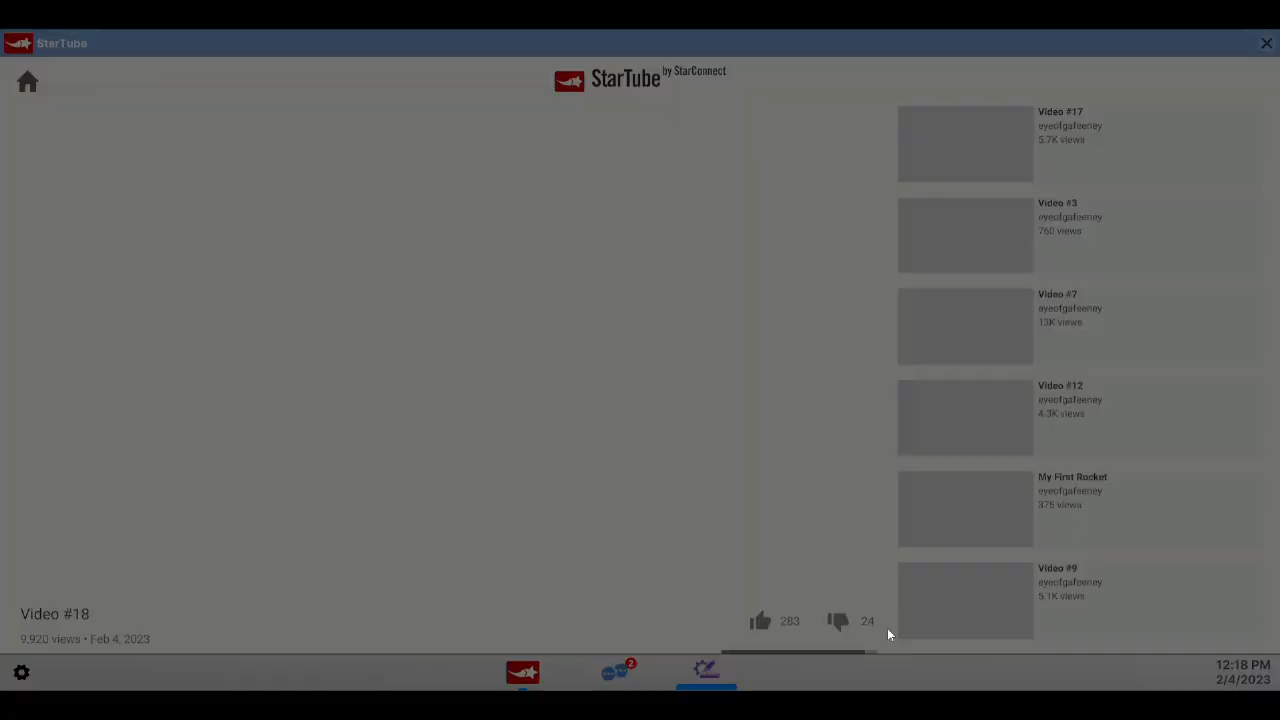 StarTube
StarTube by StarConnect
Video #17
eyeofgafeeney
5.7K views
Video #3
eyeofgafeeney
760 views
Video #7
eyeofgafeeney
13K views
Video #12
eyeofgafeeney
4.3K views
My First Rocket
eyeofgafeeney
375 views
Video #9
eyeofgafeeney
5.1K views
Video #18
9,920 views • Feb 4, 2023
283
24
2
12:18 PM
2/4/2023